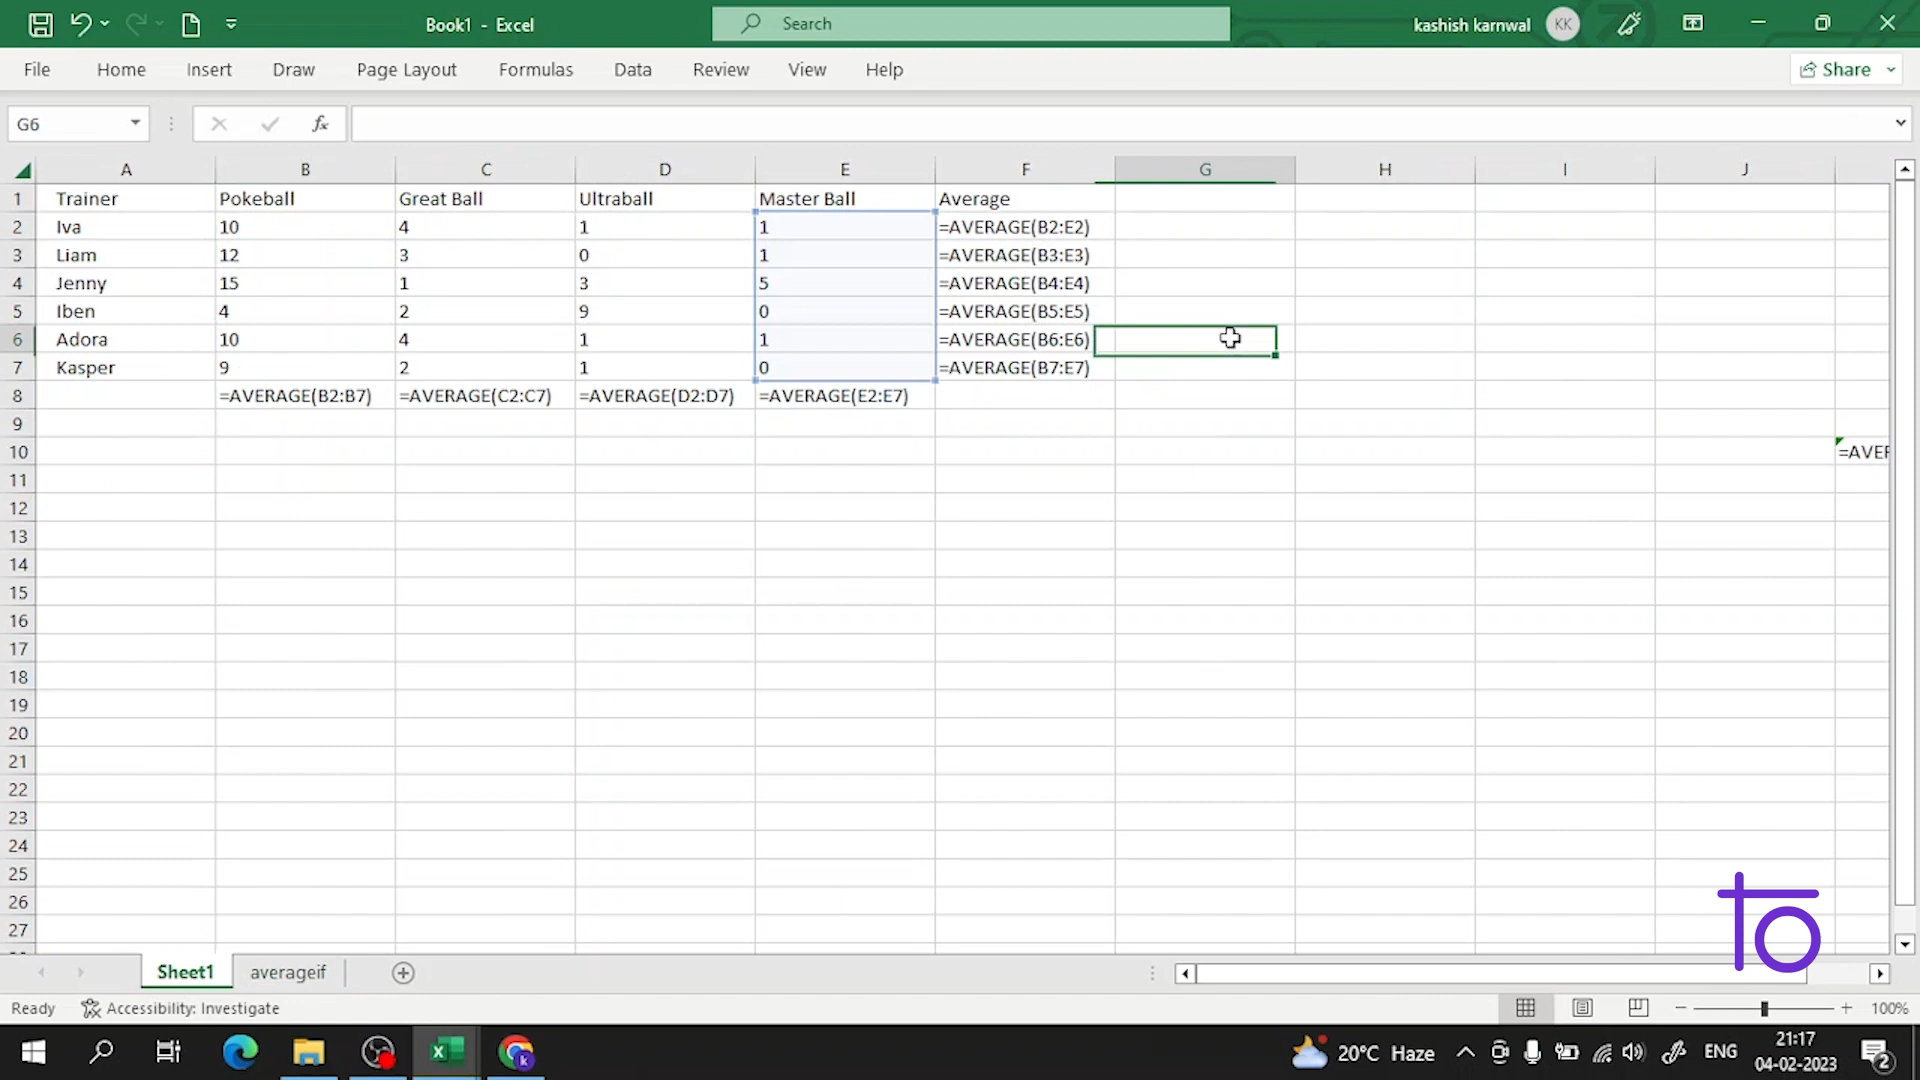 Book1 - Excel
Search
kashish karnwal KK
File Home Insert Draw Page Layout Formulas Data Review View Help Share
G6 fx
A B C D E F G H I J
1 Trainer Pokeball Great Ball Ultraball Master Ball Average
2 Iva 10 4 1 1 =AVERAGE(B2:E2)
3 Liam 12 3 0 1 =AVERAGE(B3:E3)
4 Jenny 15 1 3 5 =AVERAGE(B4:E4)
5 Iben 4 2 9 0 =AVERAGE(B5:E5)
6 Adora 10 4 1 1 =AVERAGE(B6:E6)
7 Kasper 9 2 1 0 =AVERAGE(B7:E7)
8 =AVERAGE(B2:B7) =AVERAGE(C2:C7) =AVERAGE(D2:D7) =AVERAGE(E2:E7)
9
10 =AVER
11
12
13
14
15
16
17
18
19
20
21
22
23
24
25
26
27
to
Sheet1 averageif
Ready Accessibility: Investigate 100%
20°C Haze ENG 21:17
04-02-2023 2